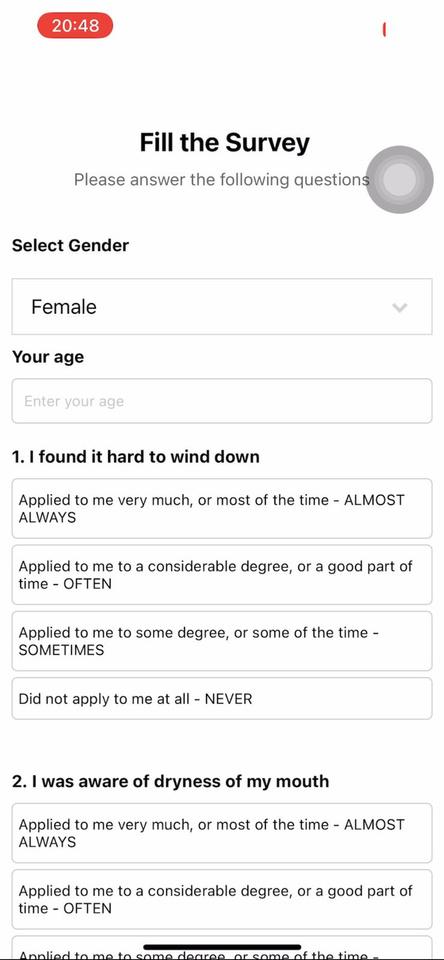 20:48
Fill the Survey
Please answer the following questions
Select Gender
Female
Your age
Enter your age
1. I found it hard to wind down
Applied to me very much, or most of the time - ALMOST
ALWAYS
Applied to me to a considerable degree, or a good part of
time - OFTEN
Applied to me to some degree, or some of the time -
SOMETIMES
Did not apply to me at all - NEVER
2. I was aware of dryness of my mouth
Applied to me very much, or most of the time - ALMOST
ALWAYS
Applied to me to a considerable degree, or a good part of
time - OFTEN
Applied to me to some degree, or some of the time -